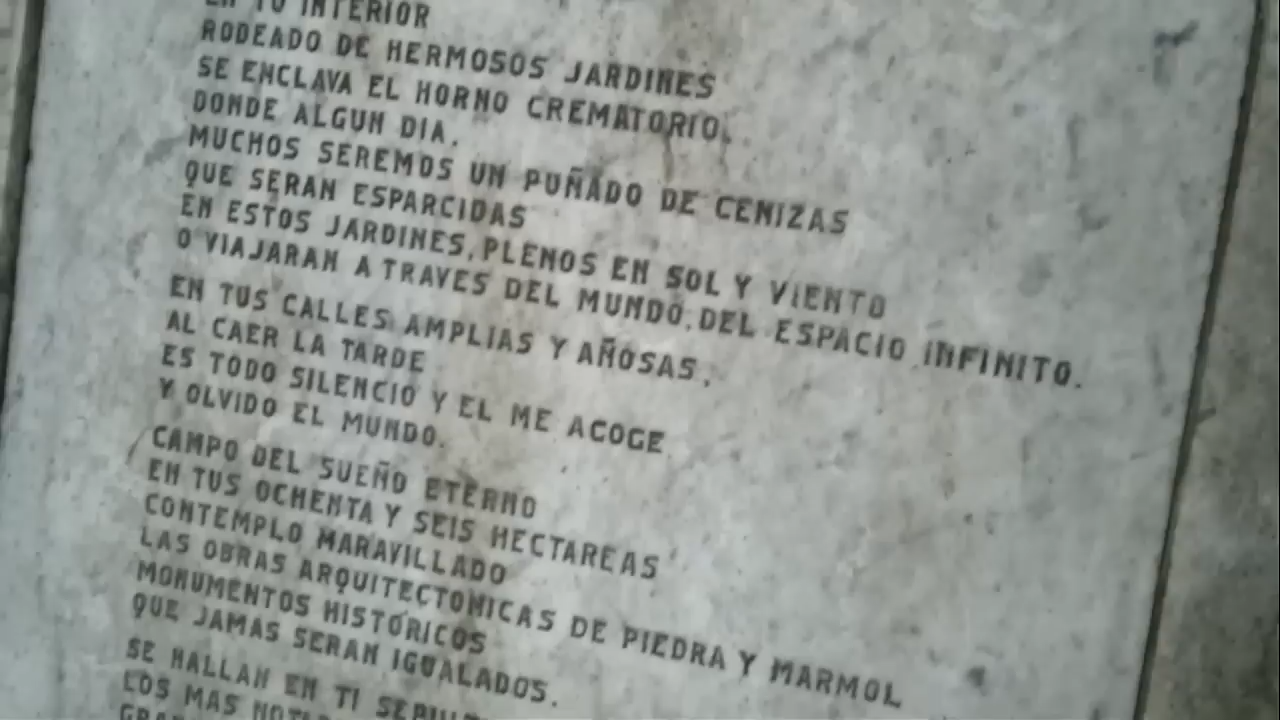 EN TU INTERIOR
RODEADO DE HERMOSOS JARDINES
SE ENCLAVA EL HORNO CREMATORIO,
DONDE ALGUN DIA,
MUCHOS SEREMOS UN PUÑADO DE CENIZAS
QUE SERAN ESPARCIDAS
EN ESTOS JARDINES, PLENOS EN SOL Y VIENTO
O VIAJARAN A TRAVES DEL MUNDO, DEL ESPACIO INFINITO.
EN TUS CALLES AMPLIAS Y AÑOSAS,
AL CAER LA TARDE
ES TODO SILENCIO Y EL ME ACOGE
Y OLVIDO EL MUNDO.
CAMPO DEL SUEÑO ETERNO
EN TUS OCHENTA Y SEIS HECTAREAS
CONTEMPLO MARAVILLADO
LAS OBRAS ARQUITECTONICAS DE PIEDRA Y MARMOL
MONUMENTOS HISTÓRICOS
QUE JAMAS SERAN IGUALADOS.
SE HALLAN EN TI
LOS MAS